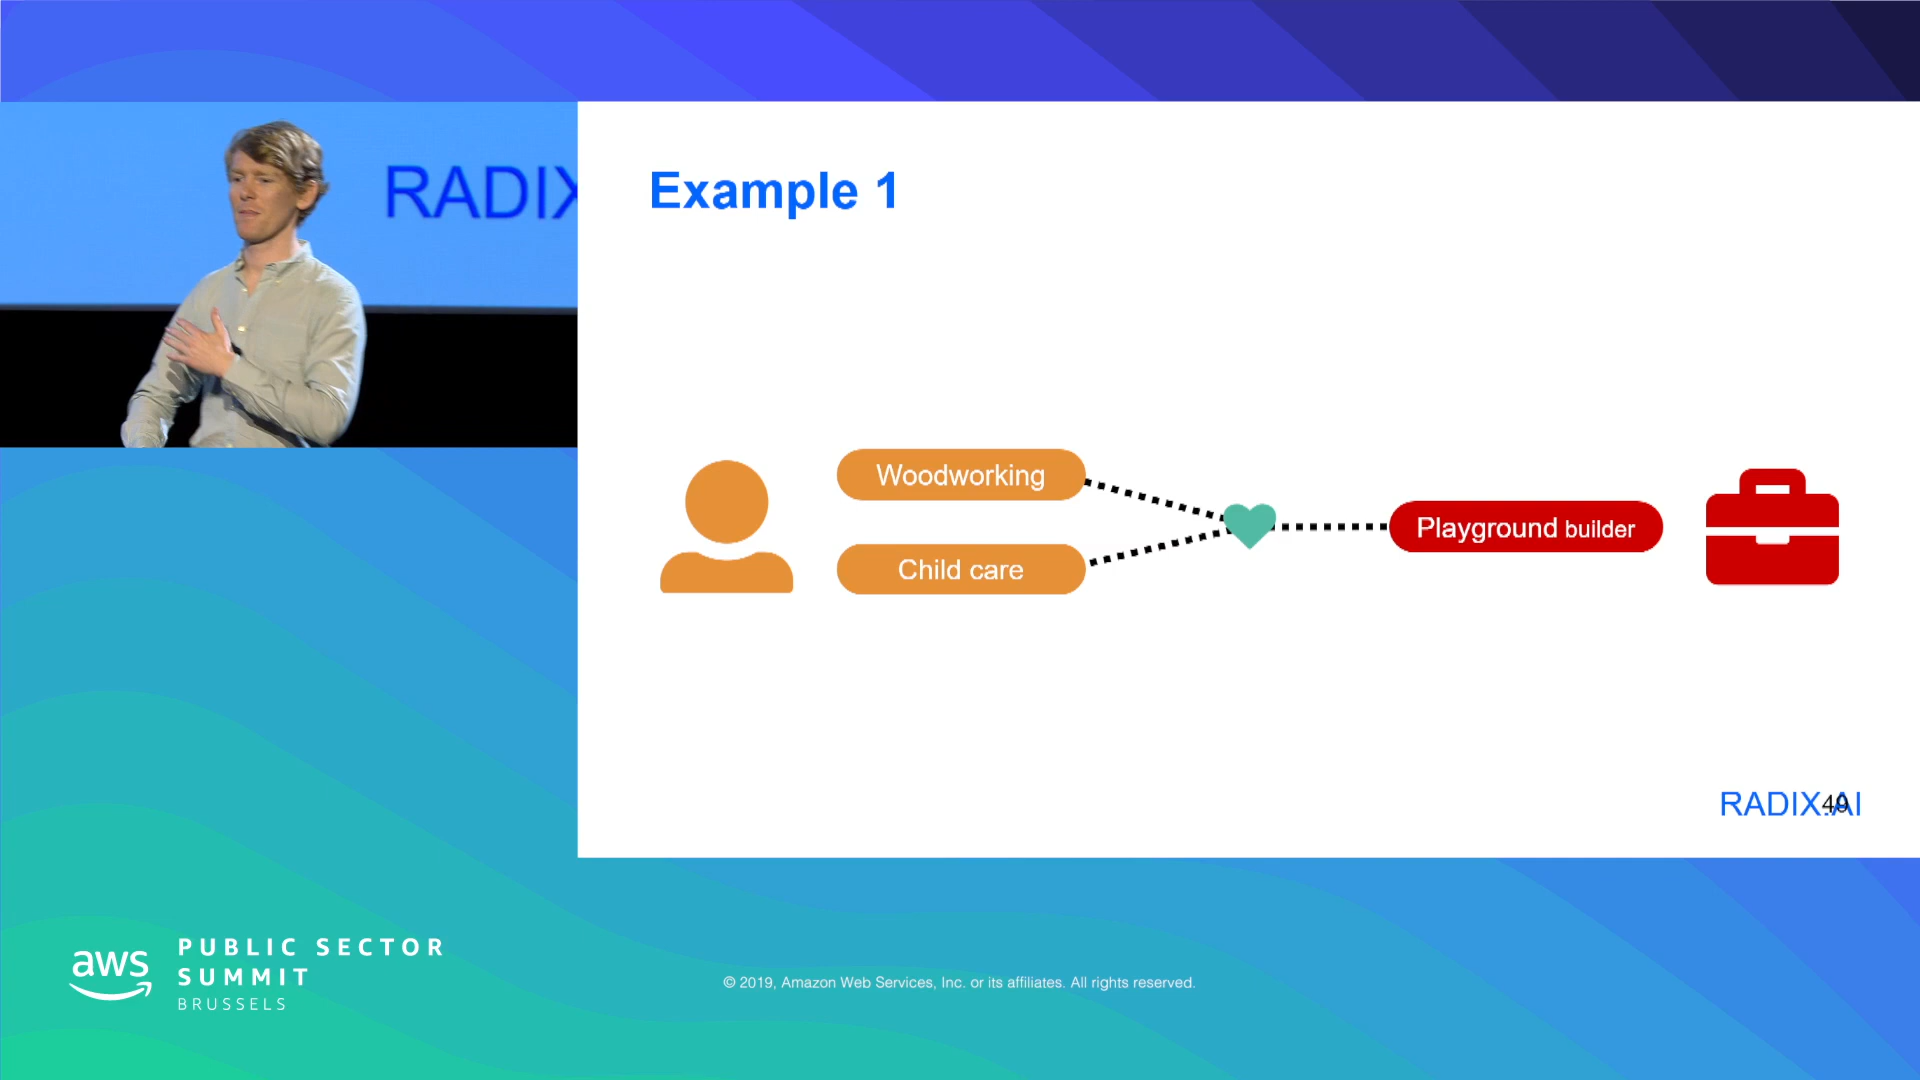 RADIX
Example 1
Woodworking
Child care
Playground builder
RADIX.AI
49
aws
PUBLIC SECTOR
SUMMIT
BRUSSELS
© 2019, Amazon Web Services, Inc. or its affiliates. All rights reserved.